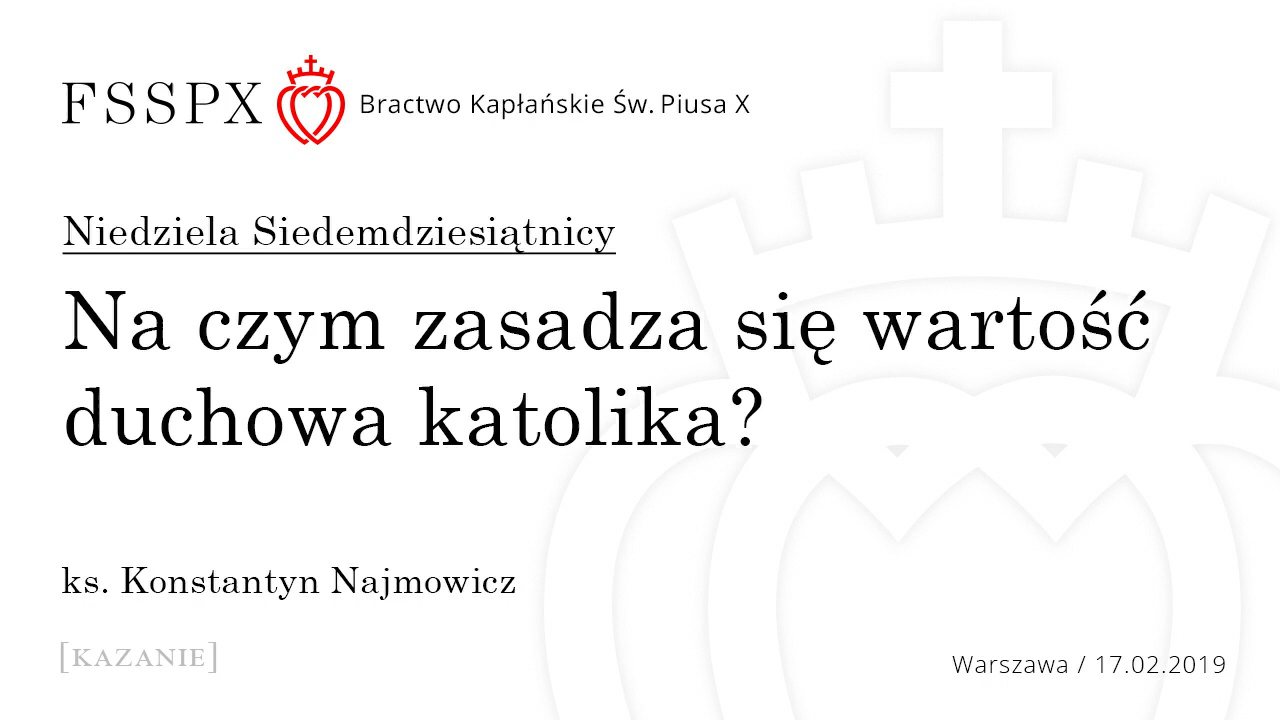 FSSPX Bractwo Kapłańskie Św. Piusa X
Niedziela Siedemdziesiątnicy
Na czym zasadza się wartość
duchowa katolika?
ks. Konstantyn Najmowicz
[KAZANIE]
Warszawa / 17.02.2019